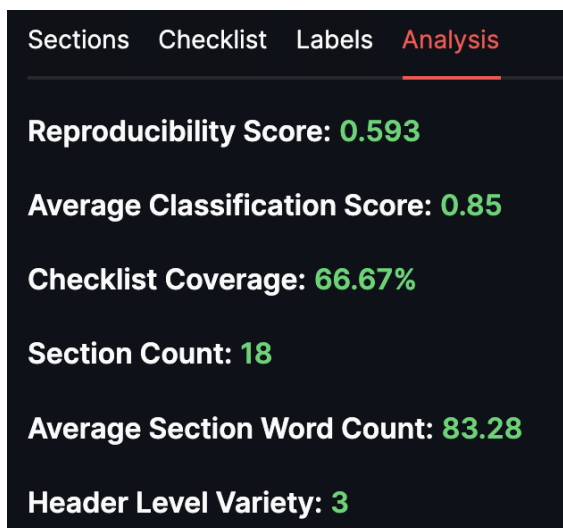 Sections Checklist Labels Analysis
Reproducibility Score: 0.593
Average Classification Score: 0.85
Checklist Coverage: 66.67%
Section Count: 18
Average Section Word Count: 83.28
Header Level Variety: 3